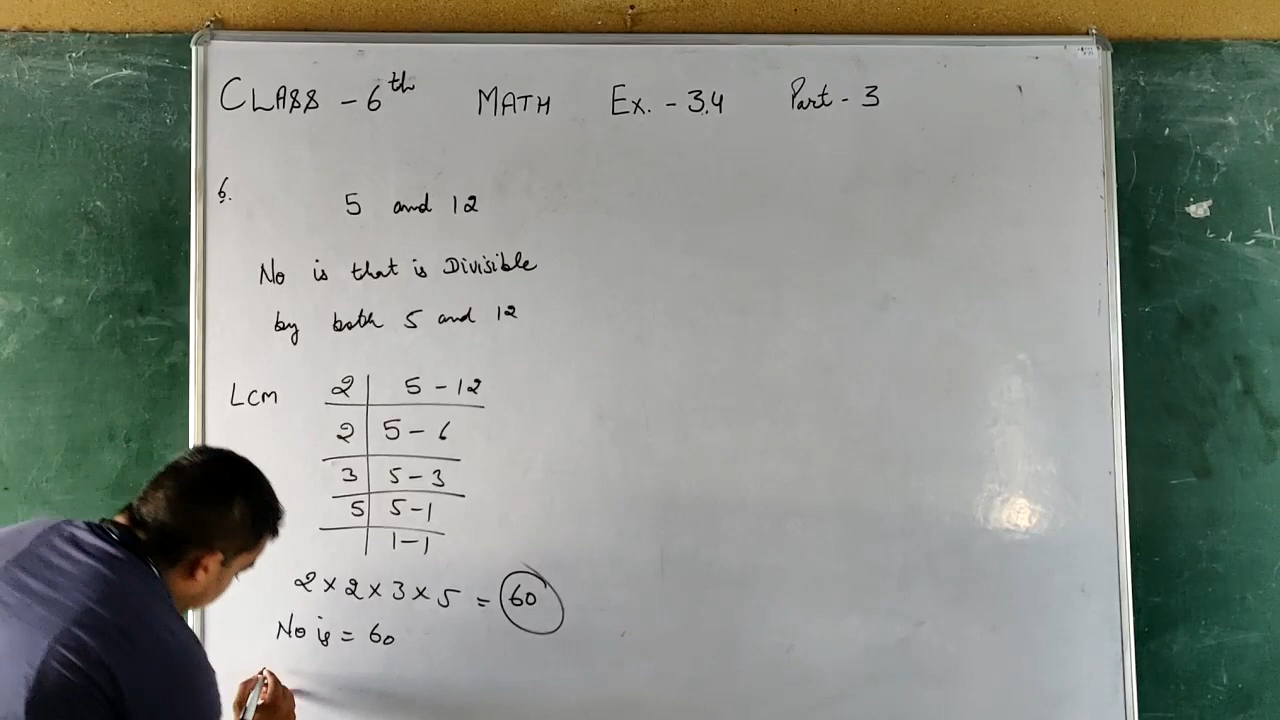 CLASS - 6th MATH Ex. - 3.4 Part - 3
6. 5 and 12
No is that is Divisible
by both 5 and 12
Lcm 2 | 5 - 12
2 | 5 - 6
3 | 5 - 3
5 | 5 - 1
| 1 - 1
2 × 2 × 3 × 5 = 60
No is = 60